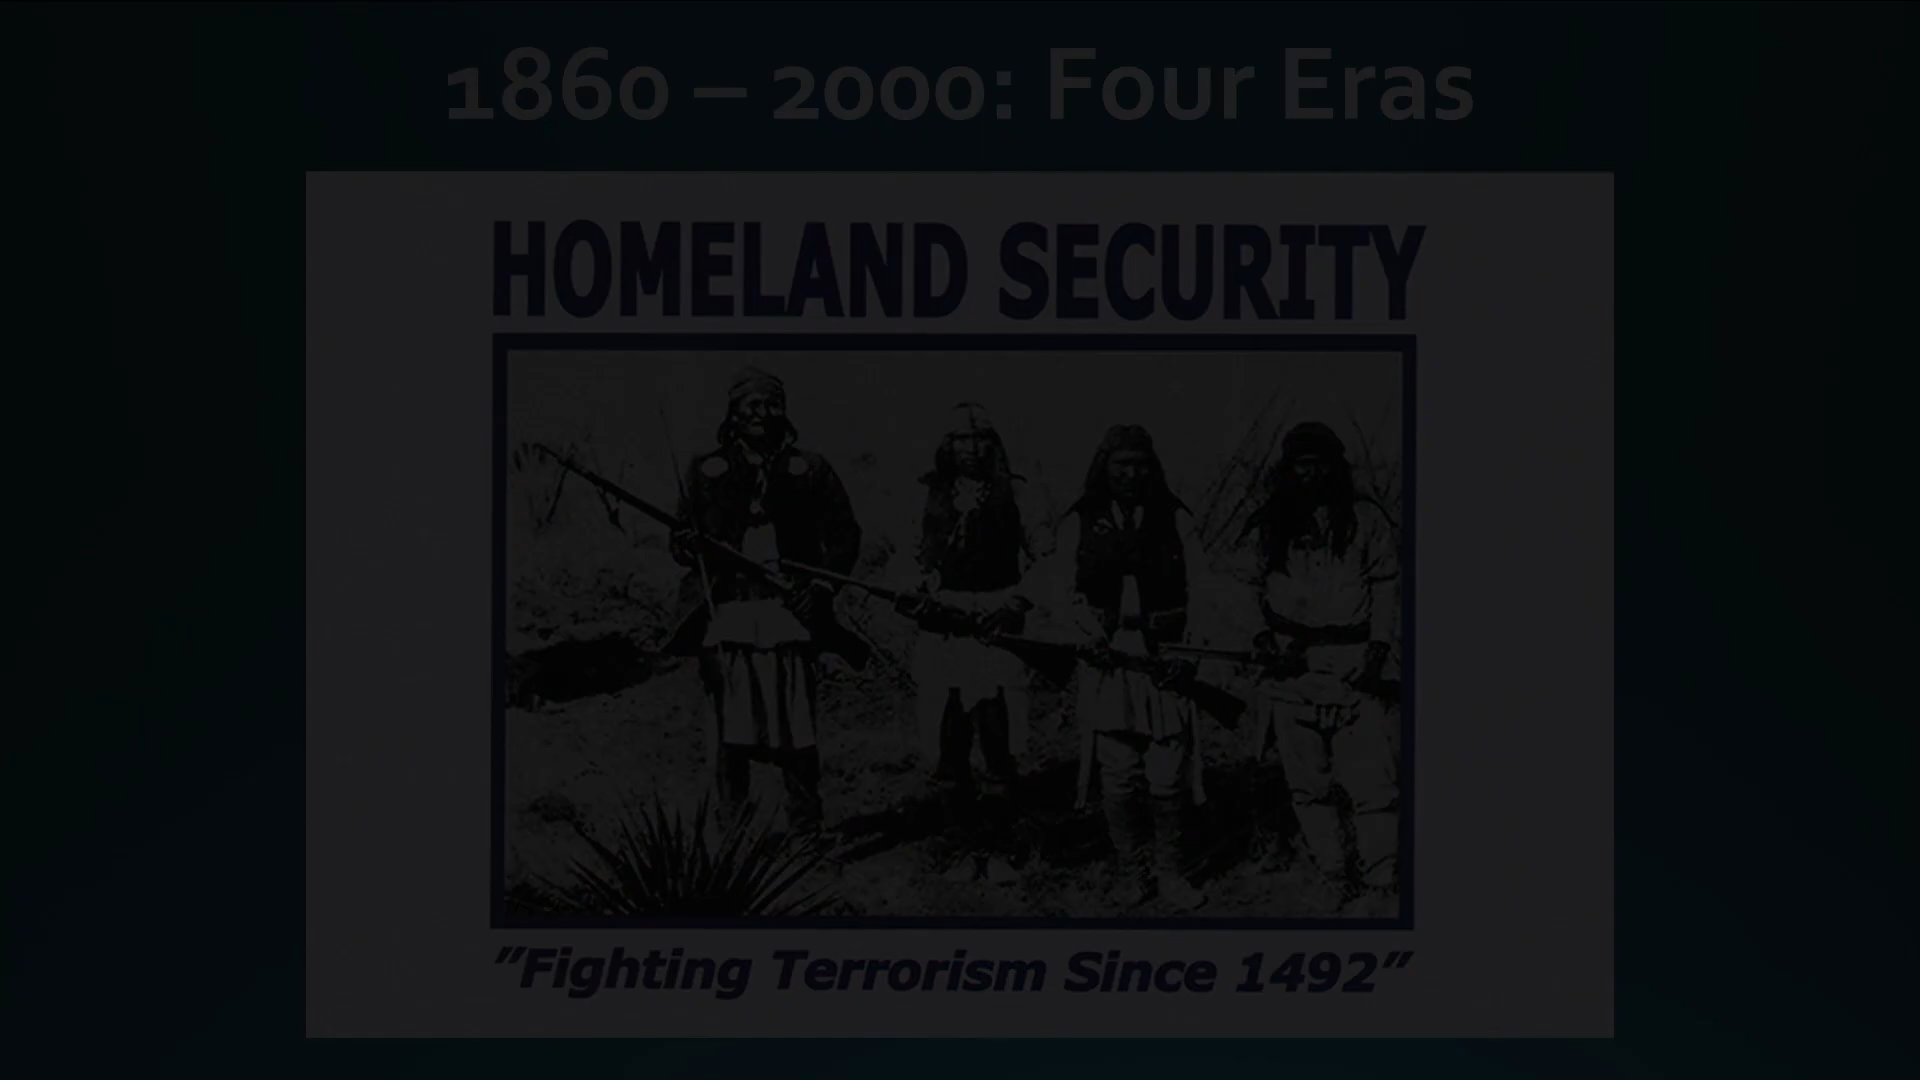 1860 – 2000: Four Eras
HOMELAND SECURITY
"Fighting Terrorism Since 1492"